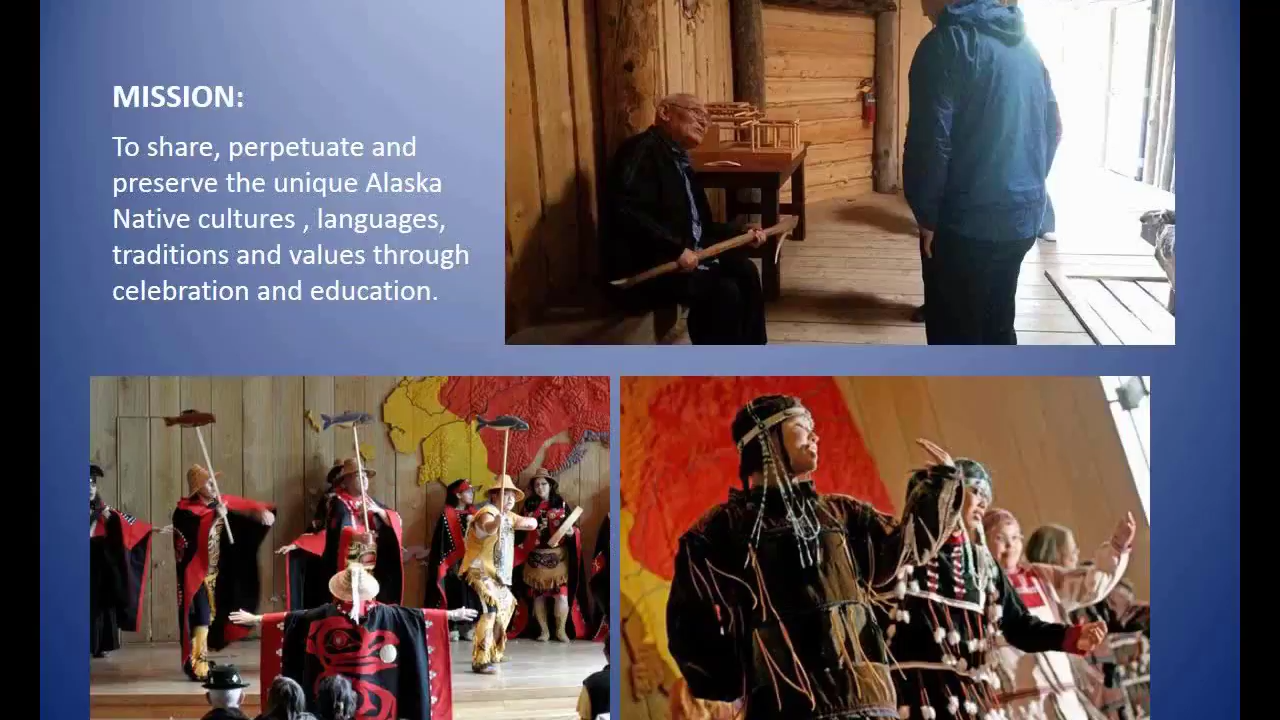 MISSION:
To share, perpetuate and
preserve the unique Alaska
Native cultures , languages,
traditions and values through
celebration and education.